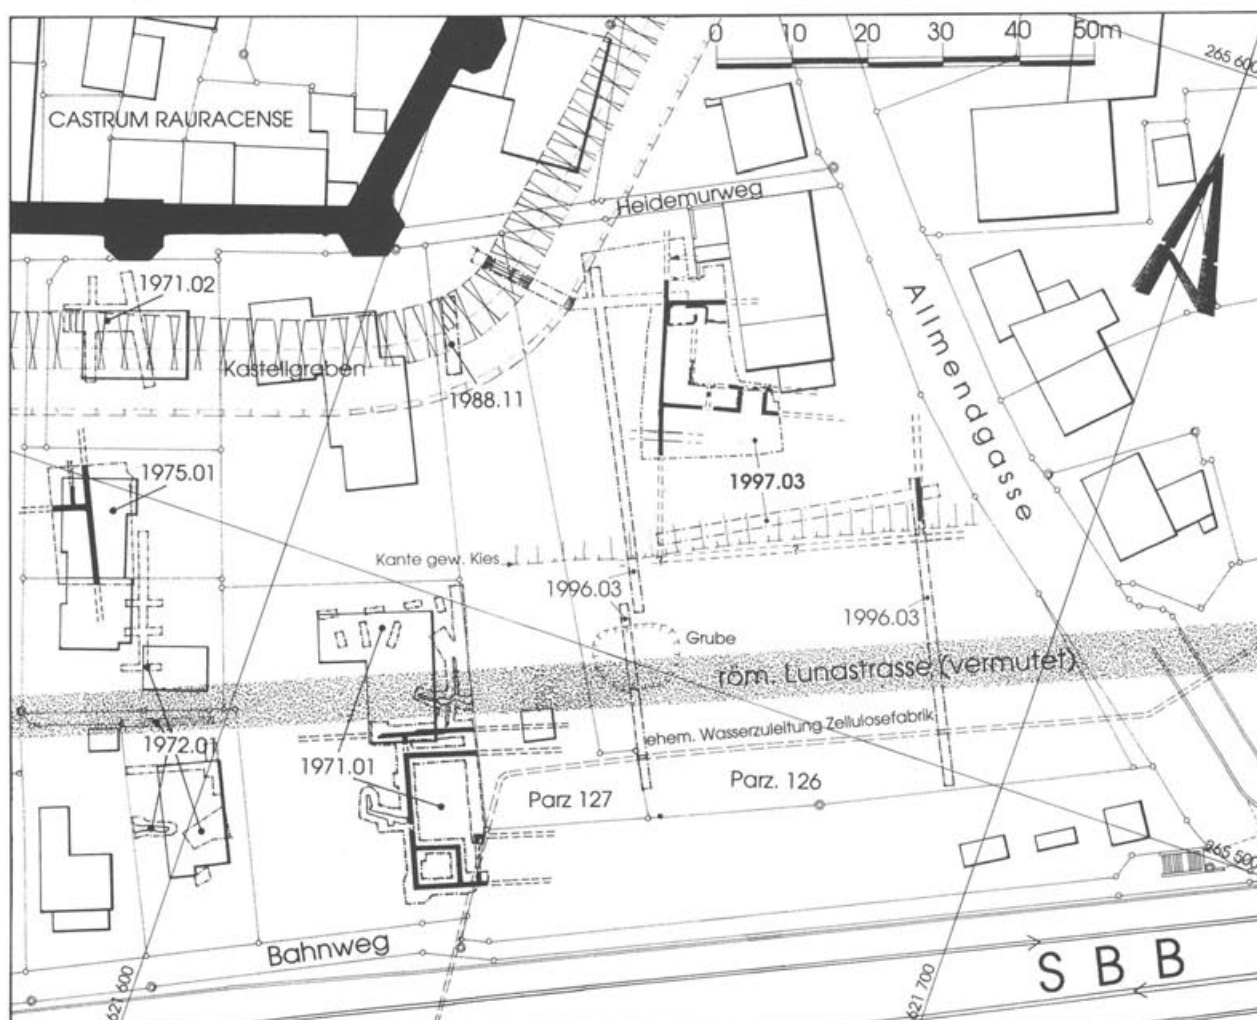 0 10 20 30 40 50m
265 600
CASTRUM RAURACENSE
Heidemurweg
1971.02
Allmendgasse
Kastellgraben
1988.11
1975.01
1997.03
Kante gew. Kies
?
1996.03
1996.03
Grube
röm. Lunastrasse (vermutet)
ehem. Wasserzuleitung Zellulosefabrik
1972.01
1971.01
Parz 127
Parz. 126
265 500
Bahnweg
SBB
621 600
621 700